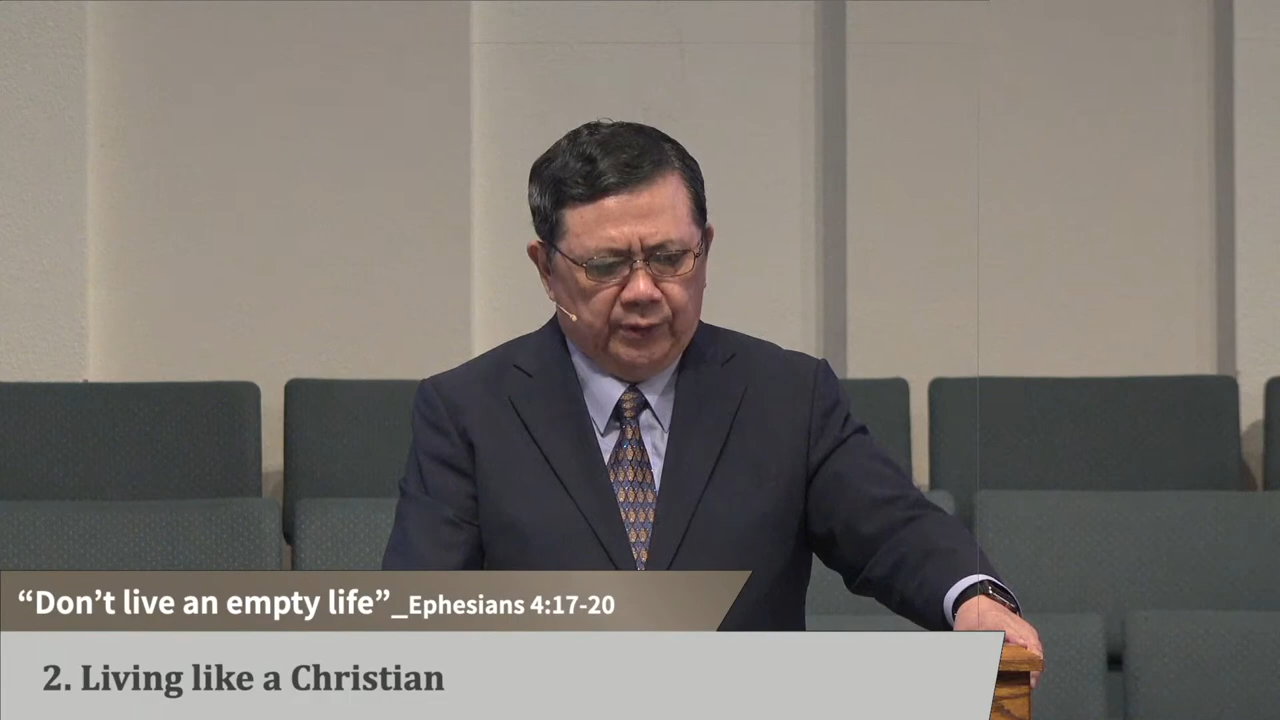 “Don’t live an empty life”_Ephesians 4:17-20
2. Living like a Christian